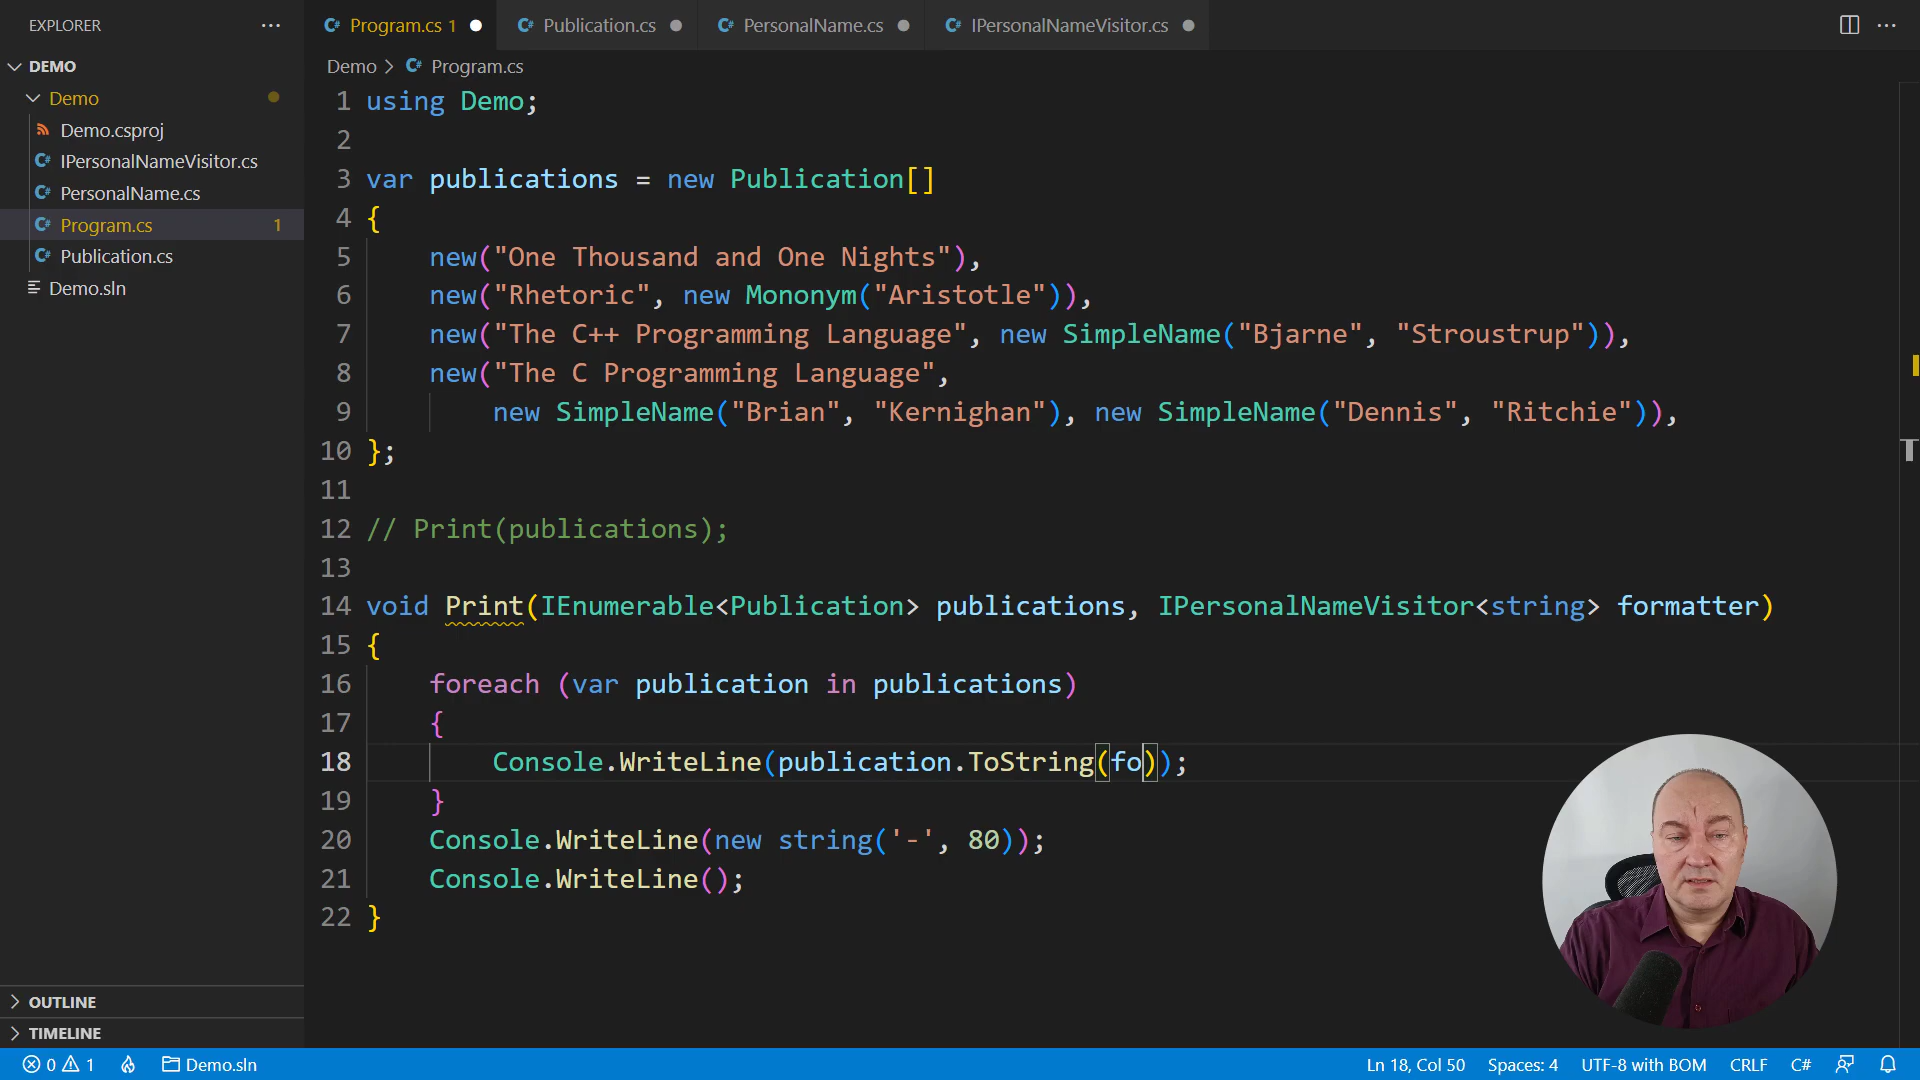 EXPLORER
DEMO
Demo
Demo.csproj
IPersonalNameVisitor.cs
PersonalName.cs
Program.cs 1
Publication.cs
Demo.sln
OUTLINE
TIMELINE
Program.cs 1
Publication.cs
PersonalName.cs
IPersonalNameVisitor.cs
Demo > Program.cs
1 using Demo;
2
3 var publications = new Publication[]
4 {
5 new("One Thousand and One Nights"),
6 new("Rhetoric", new Mononym("Aristotle")),
7 new("The C++ Programming Language", new SimpleName("Bjarne", "Stroustrup")),
8 new("The C Programming Language",
9 new SimpleName("Brian", "Kernighan"), new SimpleName("Dennis", "Ritchie")),
10 };
11
12 // Print(publications);
13
14 void Print(IEnumerable<Publication> publications, IPersonalNameVisitor<string> formatter)
15 {
16 foreach (var publication in publications)
17 {
18 Console.WriteLine(publication.ToString(fo));
19 }
20 Console.WriteLine(new string('-', 80));
21 Console.WriteLine();
22 }
0 1 Demo.sln
Ln 18, Col 50 Spaces: 4 UTF-8 with BOM CRLF C#